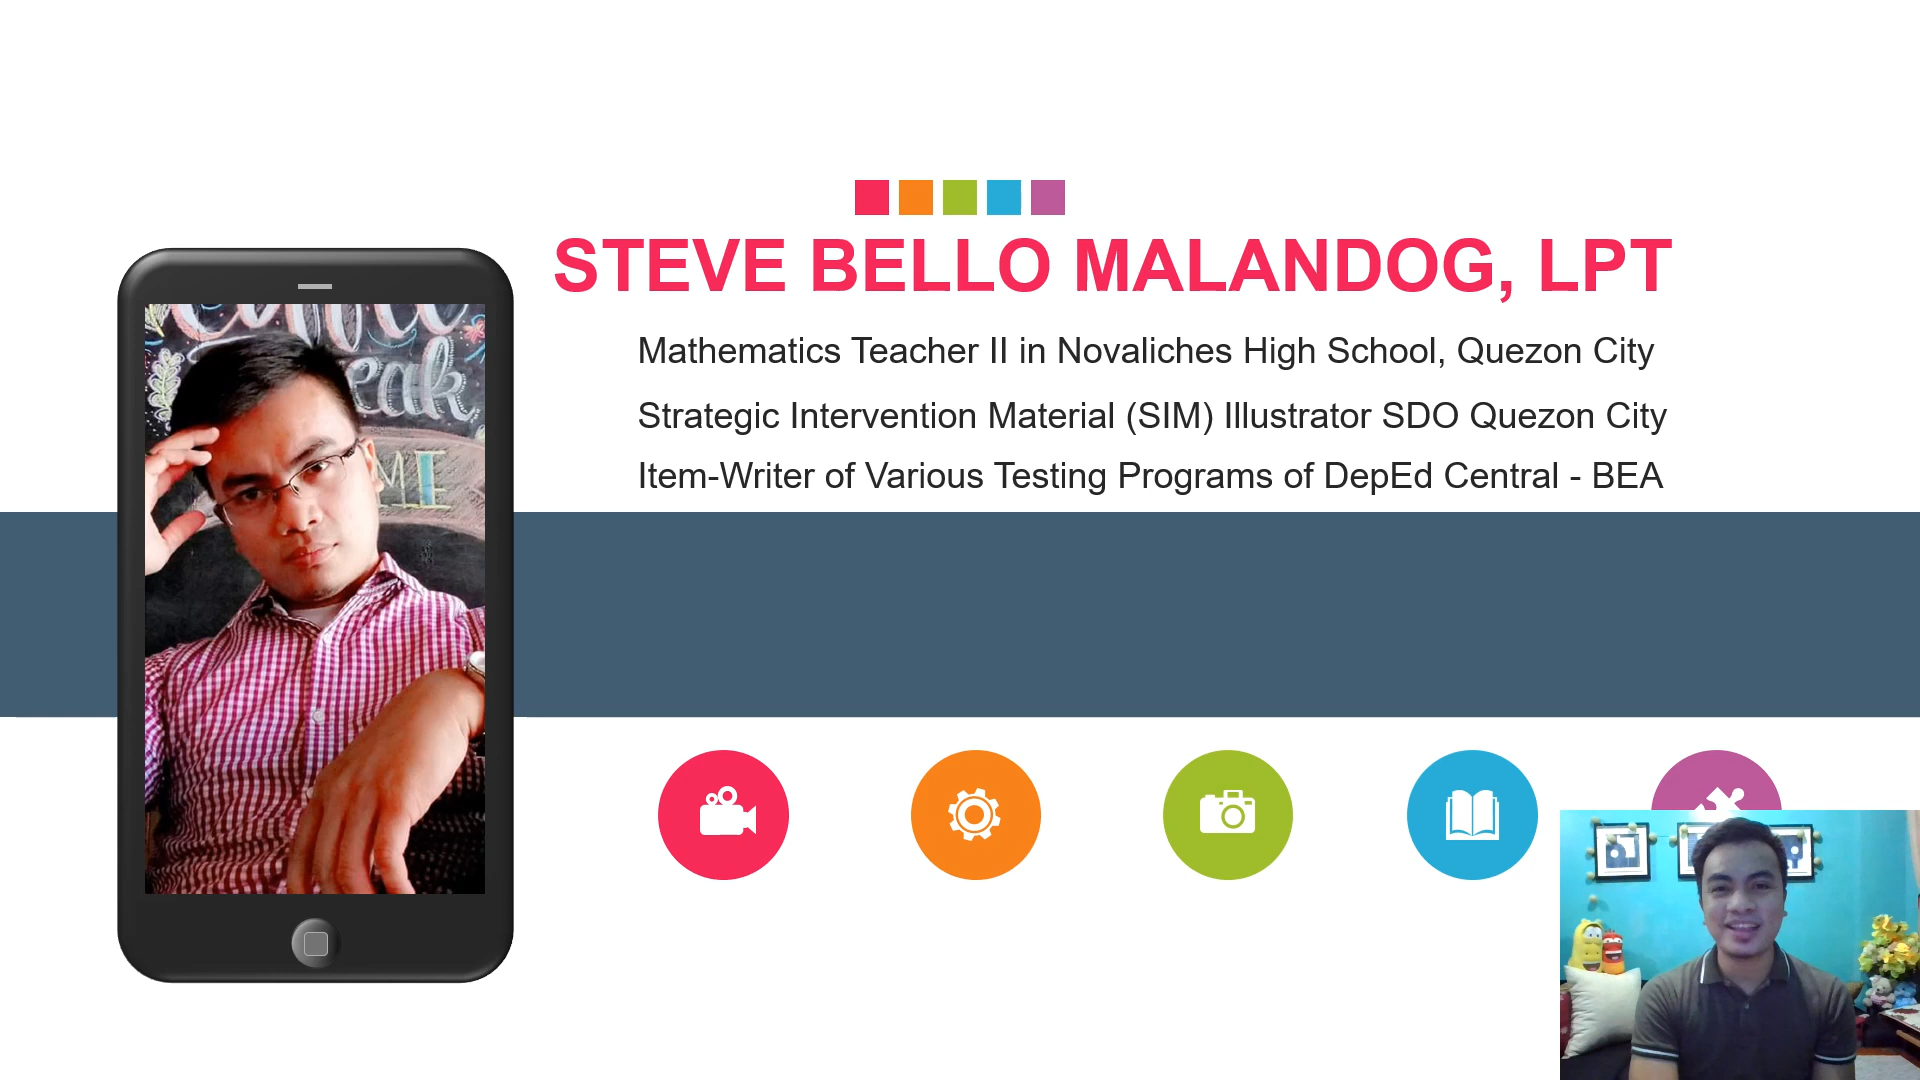 STEVE BELLO MALANDOG, LPT
Mathematics Teacher II in Novaliches High School, Quezon City
Strategic Intervention Material (SIM) Illustrator SDO Quezon City
Item-Writer of Various Testing Programs of DepEd Central - BEA